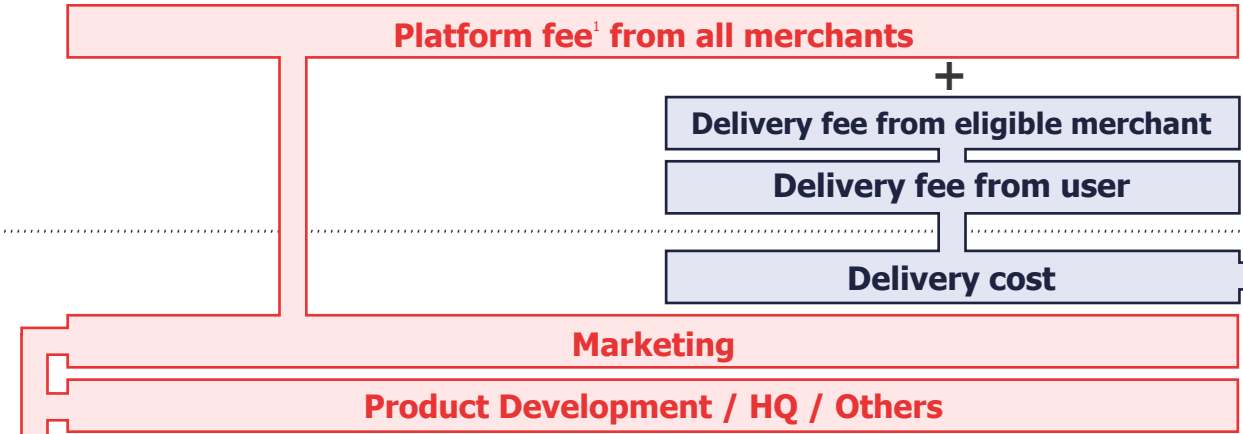 Platform fee¹ from all merchants
+
Delivery fee from eligible merchant
Delivery fee from user
Delivery cost
Marketing
Product Development / HQ / Others